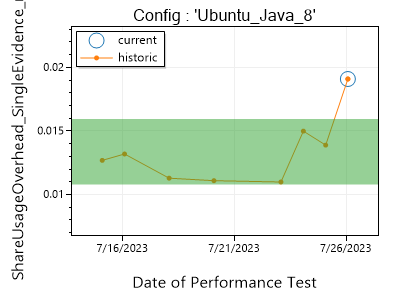 Config : 'Ubuntu_Java_8'
current
historic
ShareUsageOverhead_SingleEvidence_
0.02
0.015
0.01
7/16/2023
7/21/2023
7/26/2023
Date of Performance Test